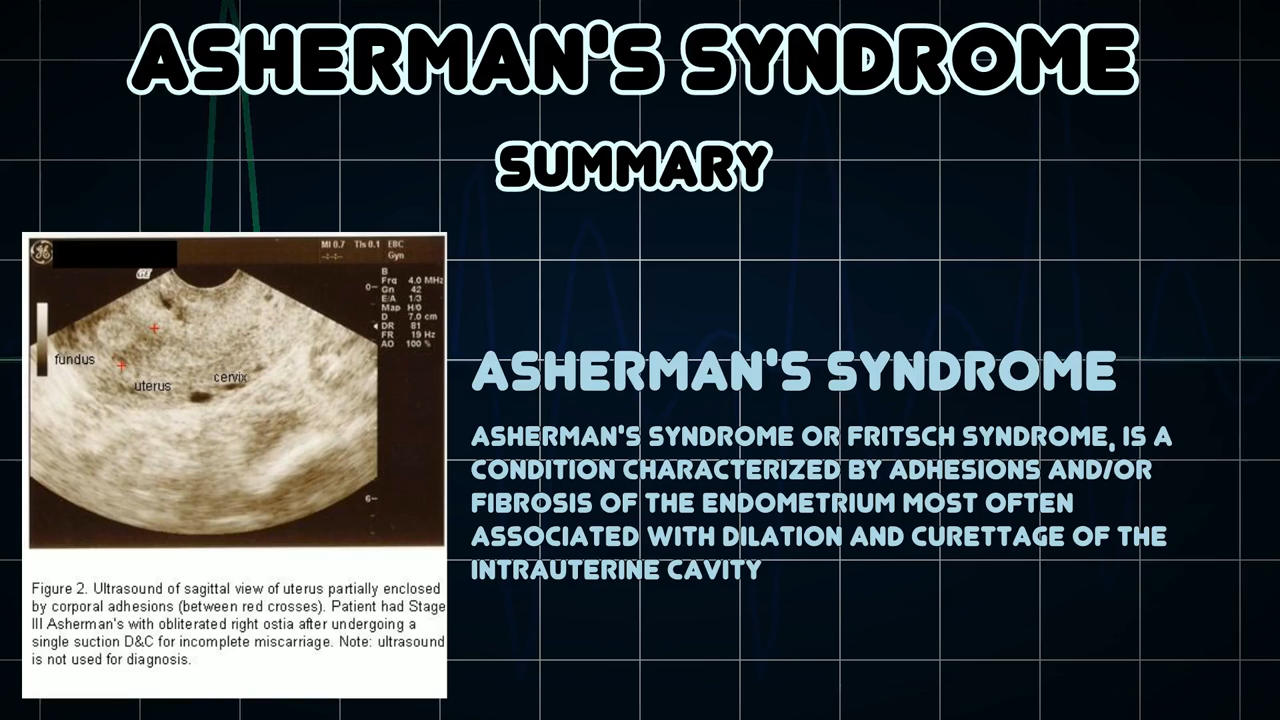 ASHERMAN'S SYNDROME
SUMMARY
MI 0.7 TIs 0.1 EBC
Gyn
GE
B
Frq 4.0 MHz
Gn 42
E/A 1/3
Map H/0
D 7.0 cm
DR 81
FR 19 Hz
AO 100 %
0
6
fundus
uterus
cervix
Figure 2. Ultrasound of sagittal view of uterus partially enclosed
by corporal adhesions (between red crosses). Patient had Stage
III Asherman's with obliterated right ostia after undergoing a
single suction D&C for incomplete miscarriage. Note: ultrasound
is not used for diagnosis.
ASHERMAN'S SYNDROME
ASHERMAN'S SYNDROME OR FRITSCH SYNDROME, IS A
CONDITION CHARACTERIZED BY ADHESIONS AND/OR
FIBROSIS OF THE ENDOMETRIUM MOST OFTEN
ASSOCIATED WITH DILATION AND CURETTAGE OF THE
INTRAUTERINE CAVITY